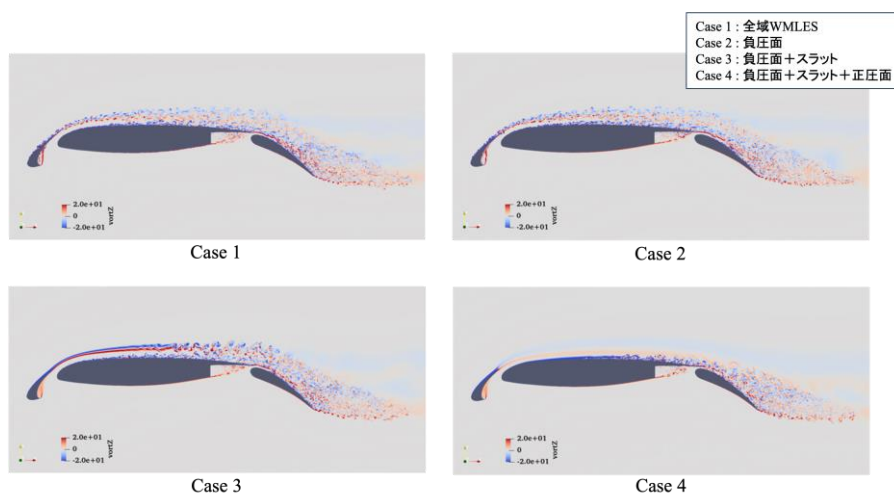 Case 1 : 全域WMLES
Case 2 : 負圧面
Case 3 : 負圧面＋スラット
Case 4 : 負圧面＋スラット＋正圧面
2.0e+01
0
-2.0e+01
vortZ
Case 1
2.0e+01
0
-2.0e+01
vortZ
Case 2
2.0e+01
0
-2.0e+01
vortZ
Case 3
2.0e+01
0
-2.0e+01
vortZ
Case 4